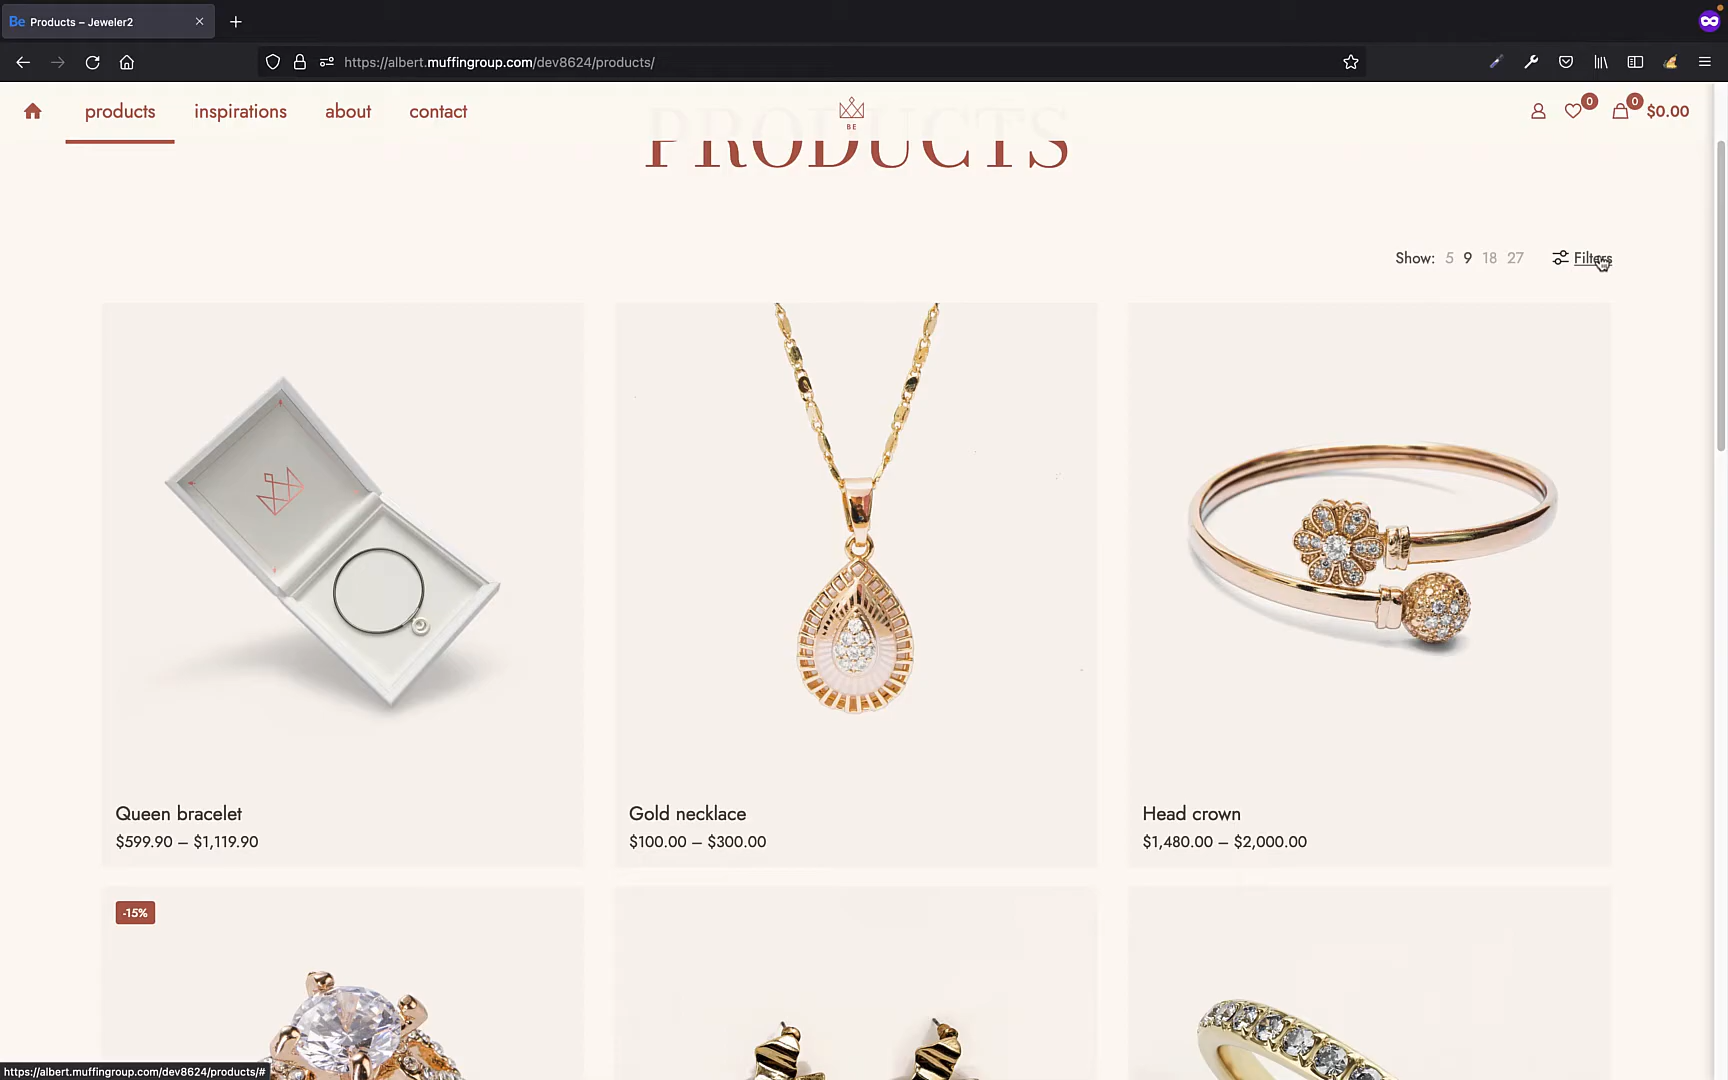 Be Products – Jeweler2
https://albert.muffingroup.com/dev8624/products/
products inspirations about contact
BE
0 0 $0.00
PRODUCTS
Show: 5 9 18 27 Filters
Queen bracelet
$599.90 – $1,119.90
Gold necklace
$100.00 – $300.00
Head crown
$1,480.00 – $2,000.00
-15%
https://albert.muffingroup.com/dev8624/products/#